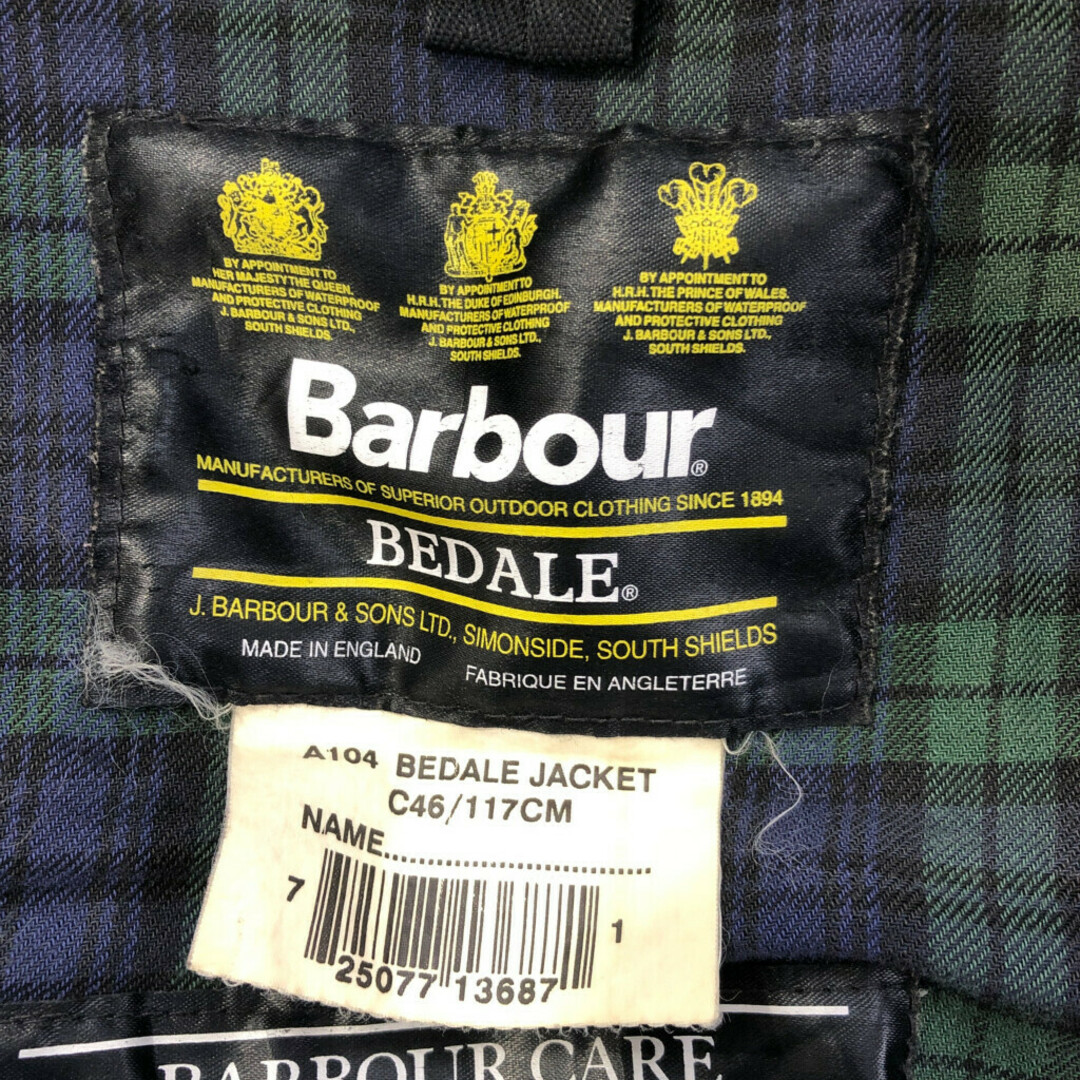 BY APPOINTMENT TO
HER MAJESTY THE QUEEN.
MANUFACTURERS OF WATERPROOF
AND PROTECTIVE CLOTHING
J. BARBOUR & SONS LTD.,
SOUTH SHIELDS.
BY APPOINTMENT TO
H.R.H. THE DUKE OF EDINBURGH.
MANUFACTURERS OF WATERPROOF
AND PROTECTIVE CLOTHING
J. BARBOUR & SONS LTD.,
SOUTH SHIELDS.
BY APPOINTMENT TO
H.R.H. THE PRINCE OF WALES.
MANUFACTURERS OF WATERPROOF
AND PROTECTIVE CLOTHING
J. BARBOUR & SONS LTD.,
SOUTH SHIELDS.
Barbour®
MANUFACTURERS OF SUPERIOR OUTDOOR CLOTHING SINCE 1894
BEDALE®
J. BARBOUR & SONS LTD., SIMONSIDE, SOUTH SHIELDS
MADE IN ENGLAND FABRIQUE EN ANGLETERRE
A104 BEDALE JACKET
C46/117CM
NAME..............................
7 25077 13687 1
BARBOUR CARE